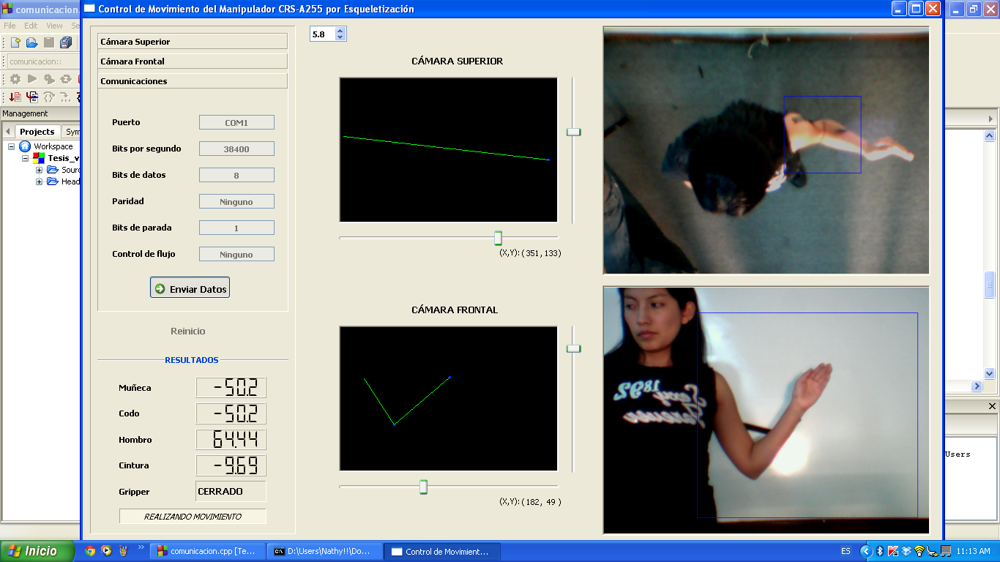 comunicacion.
Control de Movimiento del Manipulador CRS-A255 por Esqueletización
File Edit View Se
comunicacion::
Management
Projects Sym
Workspace
Tesis_v
Sourc
Head
Cámara Superior
Cámara Frontal
Comunicaciones
Puerto COM1
Bits por segundo 38400
Bits de datos 8
Paridad Ninguno
Bits de parada 1
Control de flujo Ninguno
Enviar Datos
Reinicio
RESULTADOS
Muñeca -50.2
Codo -50.2
Hombro 64.44
Cintura -9.69
Gripper CERRADO
REALIZANDO MOVIMIENTO
5.8
CÁMARA SUPERIOR
(X,Y): (351,133)
CÁMARA FRONTAL
(X,Y): (182, 49 )
1892
Users
Inicio
comunicacion.cpp [Te...
D:\Users\Nathy!!\Do...
Control de Movimient...
ES
11:13 AM